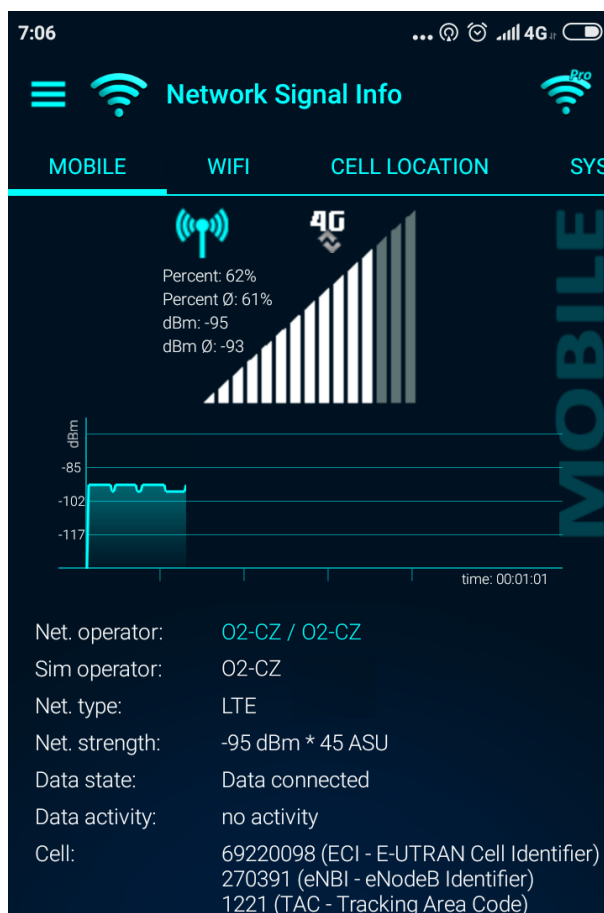 7:06
... 4G
Pro
Network Signal Info
MOBILE WIFI CELL LOCATION SYS
4G
Percent: 62%
Percent Ø: 61%
dBm: -95
dBm Ø: -93
MOBILE
dBm
-85
-102
-117
time: 00:01:01
Net. operator: O2-CZ / O2-CZ
Sim operator: O2-CZ
Net. type: LTE
Net. strength: -95 dBm * 45 ASU
Data state: Data connected
Data activity: no activity
Cell: 69220098 (ECI - E-UTRAN Cell Identifier)
270391 (eNBI - eNodeB Identifier)
1221 (TAC - Tracking Area Code)